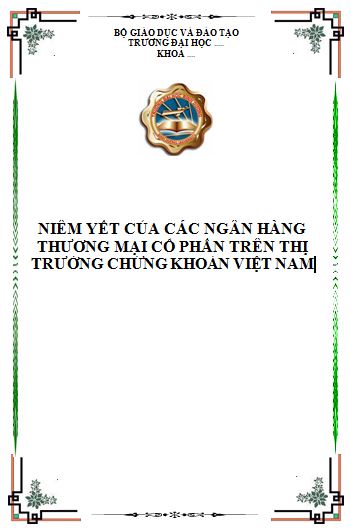 BỘ GIÁO DỤC VÀ ĐÀO TẠO
TRƯỜNG ĐẠI HỌC ....
KHOA ....
NIÊM YẾT CỦA CÁC NGÂN HÀNG
THƯƠNG MẠI CỔ PHẦN TRÊN THỊ
TRƯỜNG CHỨNG KHOÁN VIỆT NAM